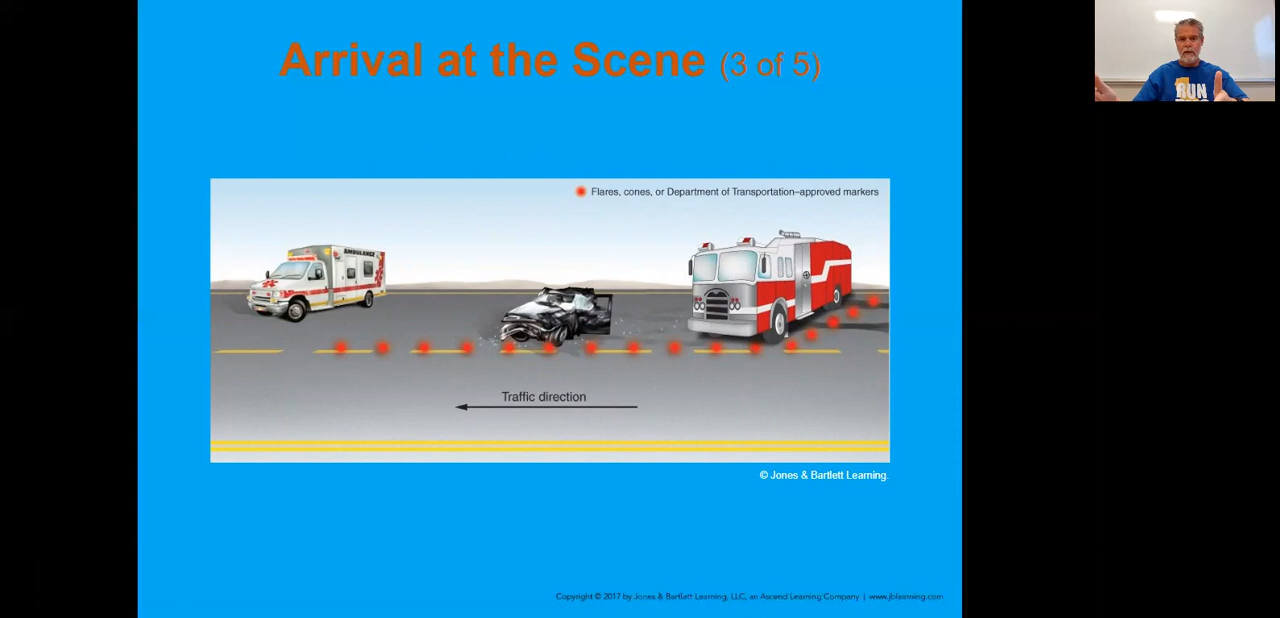 Arrival at the Scene (3 of 5)
RUN
Flares, cones, or Department of Transportation–approved markers
AMBULANCE
Traffic direction
© Jones & Bartlett Learning.
Copyright © 2017 by Jones & Bartlett Learning, LLC, an Ascend Learning Company | www.jblearning.com